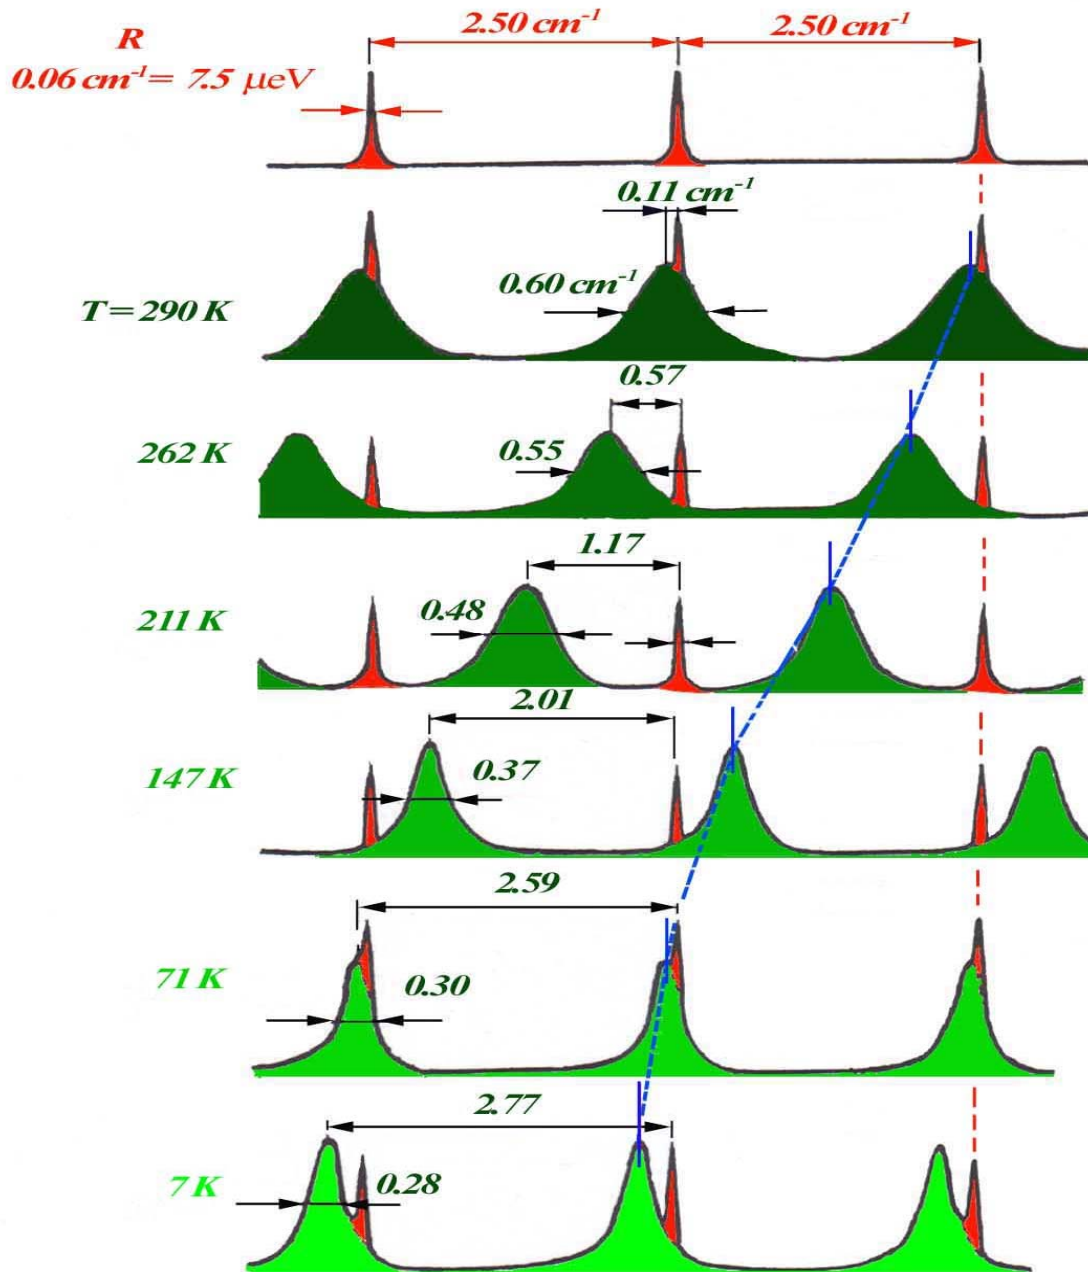 2.50 cm⁻¹ 2.50 cm⁻¹
R
0.06 cm⁻¹= 7.5 μeV
0.11 cm⁻¹
0.60 cm⁻¹
T = 290 K
0.57
262 K
0.55
1.17
211 K
0.48
2.01
147 K
0.37
2.59
71 K
0.30
2.77
7 K
0.28